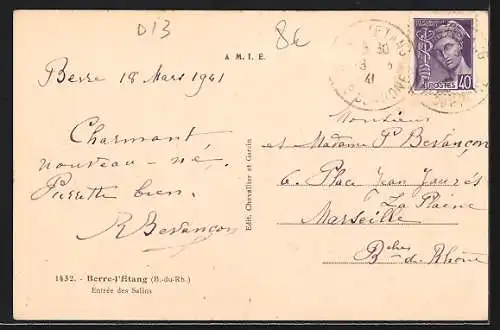 D13
8€
A M. I. E.
Berre 18 Mars 1941
Charmant
nouveau-né.
Pierrette bien.
R Besançon
Edit. Chevallier et Garcin
Monsieur
et Madame P Besançon
6. Place Jean Jaurès
La Plaine
Marseille
Bches du Rhône
1432. - Berre-l'Étang (B.-du-Rh.)
Entrée des Salins
POSTES 40
30
41